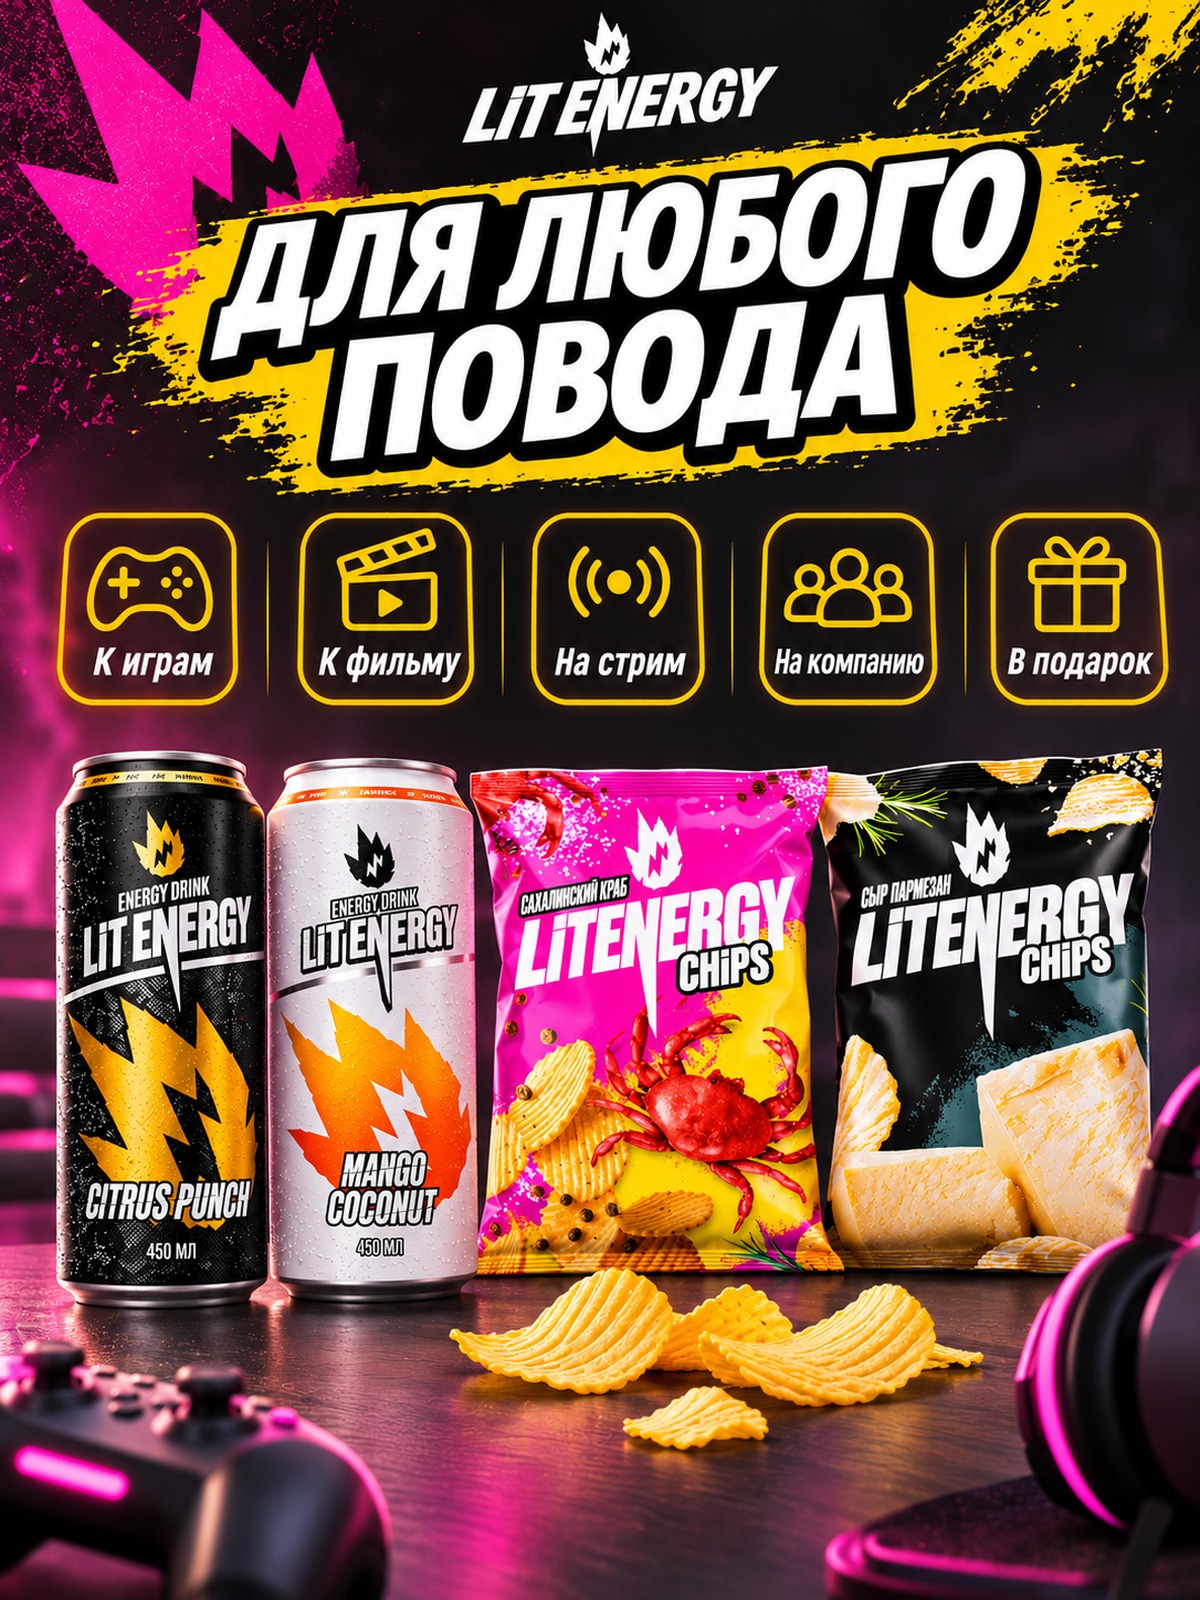 LIT ENERGY
ДЛЯ ЛЮБОГО
ПОВОДА
К играм
К фильму
На стрим
На компанию
В подарок
ENERGY DRINK
LIT ENERGY
CITRUS PUNCH
450 МЛ
ENERGY DRINK
LIT ENERGY
MANGO
COCONUT
450 МЛ
САХАЛИНСКИЙ КРАБ
LITENERGY
CHIPS
СЫР ПАРМЕЗАН
LITENERGY
CHIPS